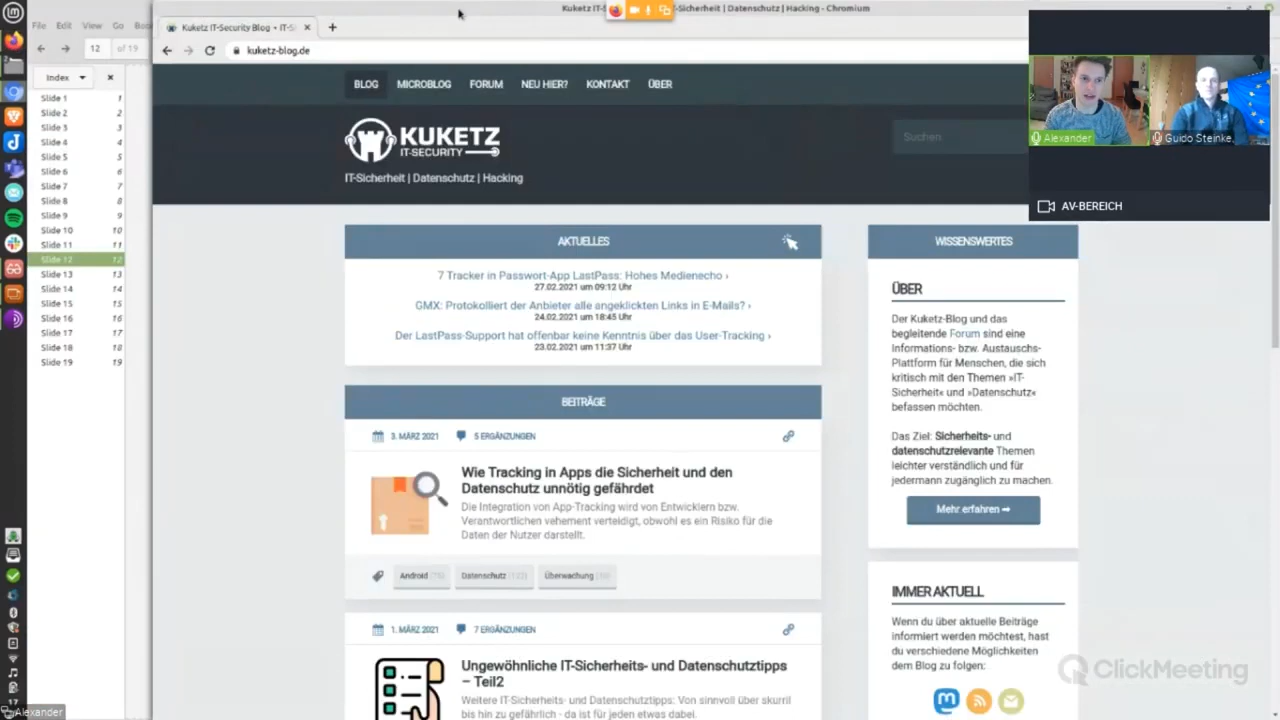 Kuketz IT-S
-Sicherheit | Datenschutz | Hacking - Chromium
File Edit View Go Boo
Kuketz IT-Security Blog • IT-S
12 of 19
kuketz-blog.de
Index
Slide 1 1
Slide 2 2
Slide 3 3
Slide 4 4
Slide 5 5
Slide 6 6
Slide 7 7
Slide 8 8
Slide 9 9
Slide 10 10
Slide 11 11
Slide 12 12
Slide 13 13
Slide 14 14
Slide 15 15
Slide 16 16
Slide 17 17
Slide 18 18
Slide 19 19
BLOG MICROBLOG FORUM NEU HIER? KONTAKT ÜBER
KUKETZ
IT-SECURITY
IT-Sicherheit | Datenschutz | Hacking
Suchen
Alexander
Guido Steinke,
AV-BEREICH
AKTUELLES
7 Tracker in Passwort-App LastPass: Hohes Medienecho ›
27.02.2021 um 09:12 Uhr
GMX: Protokolliert der Anbieter alle angeklickten Links in E-Mails? ›
24.02.2021 um 18:45 Uhr
Der LastPass-Support hat offenbar keine Kenntnis über das User-Tracking ›
23.02.2021 um 11:37 Uhr
BEITRÄGE
3. MÄRZ 2021 5 ERGÄNZUNGEN
Wie Tracking in Apps die Sicherheit und den
Datenschutz unnötig gefährdet
Die Integration von App-Tracking wird von Entwicklern bzw.
Verantwortlichen vehement verteidigt, obwohl es ein Risiko für die
Daten der Nutzer darstellt.
Android Datenschutz Überwachung
1. MÄRZ 2021 7 ERGÄNZUNGEN
Ungewöhnliche IT-Sicherheits- und Datenschutztipps
– Teil2
Weitere IT-Sicherheits- und Datenschutztipps: Von sinnvoll über skurril
bis hin zu gefährlich - da ist für jeden etwas dabei.
WISSENSWERTES
ÜBER
Der Kuketz-Blog und das
begleitende Forum sind eine
Informations- bzw. Austauschs-
Plattform für Menschen, die sich
kritisch mit den Themen »IT-
Sicherheit« und »Datenschutz«
befassen möchten.
Das Ziel: Sicherheits- und
datenschutzrelevante Themen
leichter verständlich und für
jedermann zugänglich zu machen.
Mehr erfahren ➡
IMMER AKTUELL
Wenn du über aktuelle Beiträge
informiert werden möchtest, hast
du verschiedene Möglichkeiten
dem Blog zu folgen:
ClickMeeting
Alexander